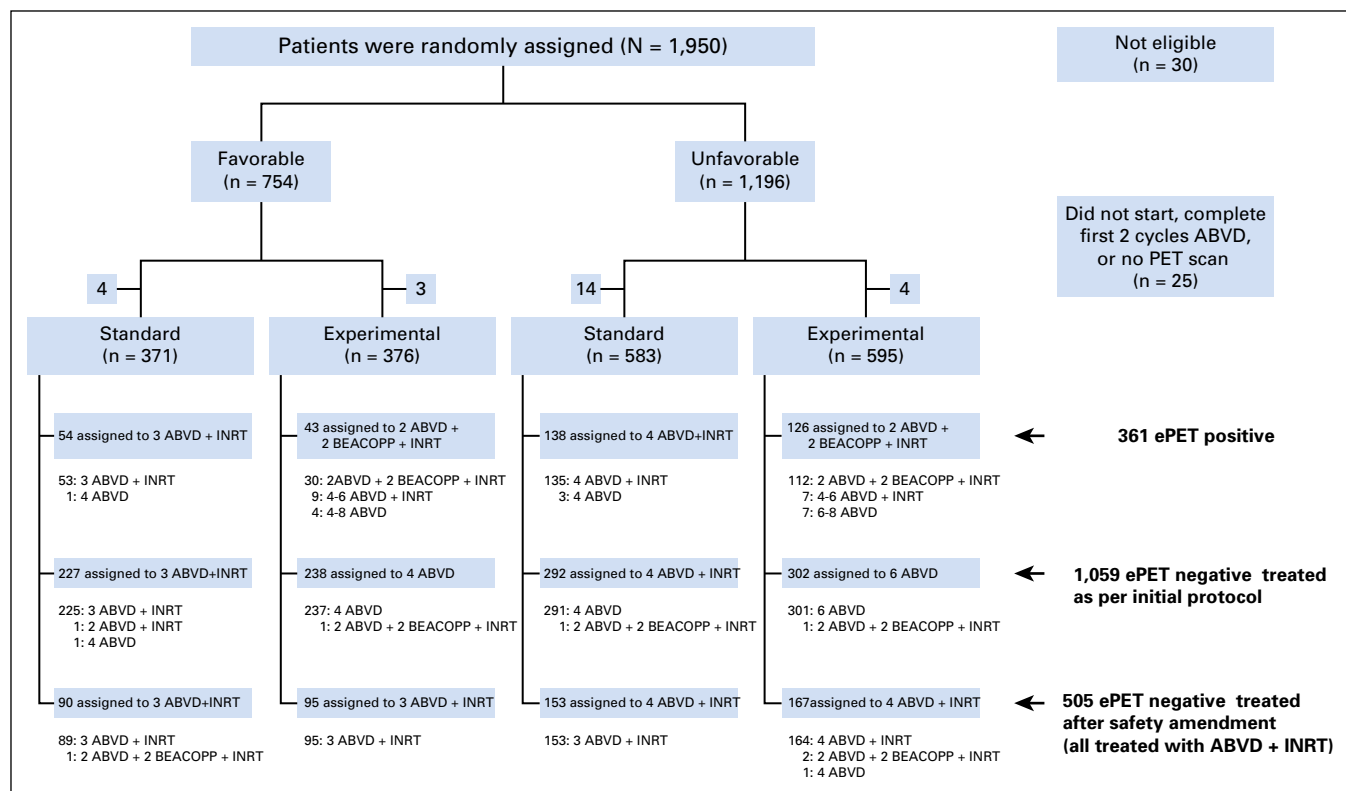 Patients were randomly assigned (N = 1,950)
Not eligible
(n = 30)
Favorable
(n = 754)
Unfavorable
(n = 1,196)
Did not start, complete
first 2 cycles ABVD,
or no PET scan
(n = 25)
4
3
14
4
Standard
(n = 371)
Experimental
(n = 376)
Standard
(n = 583)
Experimental
(n = 595)
54 assigned to 3 ABVD + INRT
43 assigned to 2 ABVD +
2 BEACOPP + INRT
138 assigned to 4 ABVD+INRT
126 assigned to 2 ABVD +
2 BEACOPP + INRT
361 ePET positive
53: 3 ABVD + INRT
1: 4 ABVD
30: 2ABVD + 2 BEACOPP + INRT
9: 4-6 ABVD + INRT
4: 4-8 ABVD
135: 4 ABVD + INRT
3: 4 ABVD
112: 2 ABVD + 2 BEACOPP + INRT
7: 4-6 ABVD + INRT
7: 6-8 ABVD
227 assigned to 3 ABVD+INRT
238 assigned to 4 ABVD
292 assigned to 4 ABVD + INRT
302 assigned to 6 ABVD
1,059 ePET negative treated
as per initial protocol
225: 3 ABVD + INRT
1: 2 ABVD + INRT
1: 4 ABVD
237: 4 ABVD
1: 2 ABVD + 2 BEACOPP + INRT
291: 4 ABVD
1: 2 ABVD + 2 BEACOPP + INRT
301: 6 ABVD
1: 2 ABVD + 2 BEACOPP + INRT
90 assigned to 3 ABVD+INRT
95 assigned to 3 ABVD + INRT
153 assigned to 4 ABVD + INRT
167assigned to 4 ABVD + INRT
505 ePET negative treated
after safety amendment
(all treated with ABVD + INRT)
89: 3 ABVD + INRT
1: 2 ABVD + 2 BEACOPP + INRT
95: 3 ABVD + INRT
153: 3 ABVD + INRT
164: 4 ABVD + INRT
2: 2 ABVD + 2 BEACOPP + INRT
1: 4 ABVD